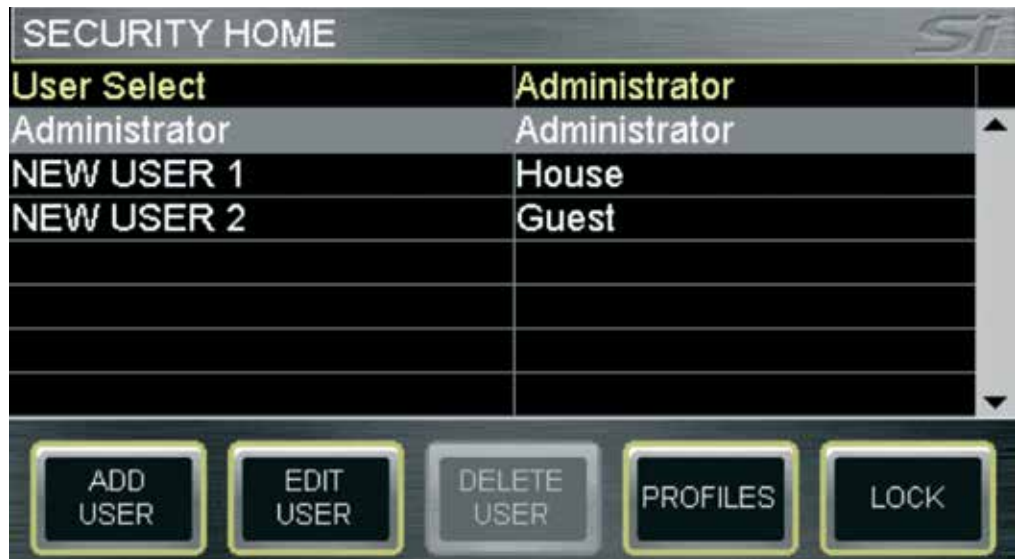 SECURITY HOME Si
User Select Administrator
Administrator Administrator
NEW USER 1 House
NEW USER 2 Guest
ADD USER
EDIT USER
DELETE USER
PROFILES
LOCK